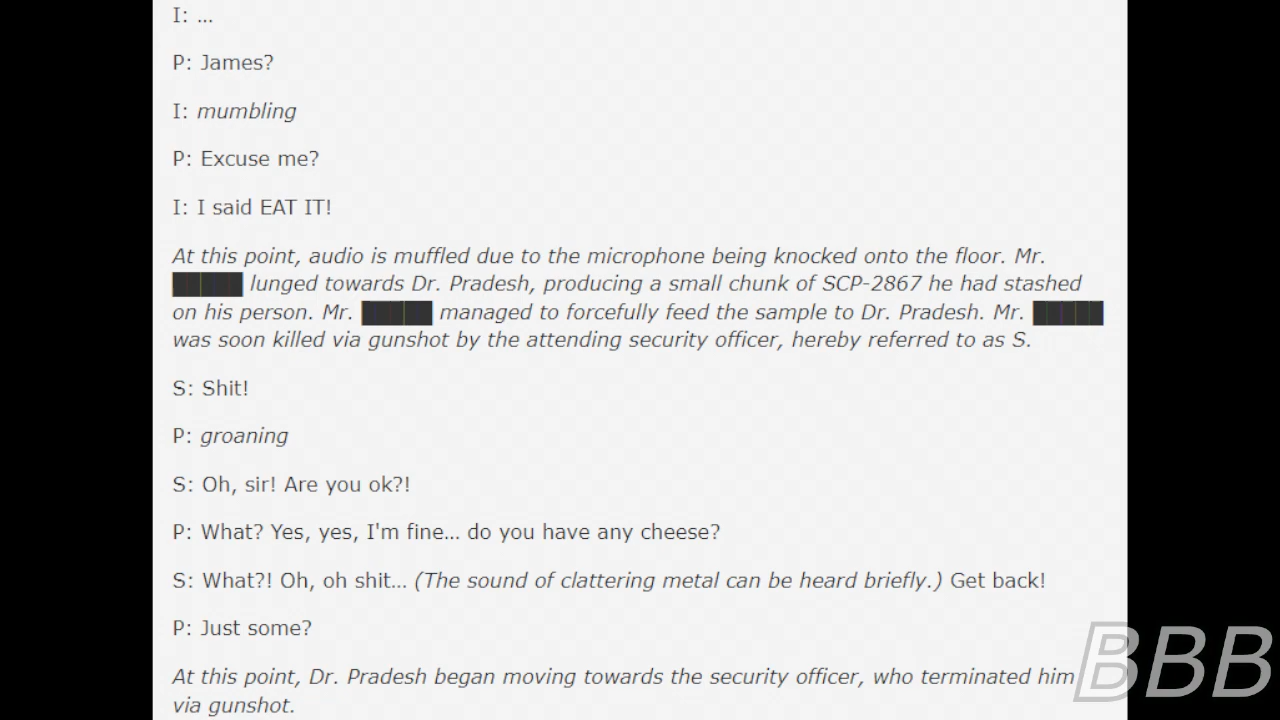 I: ...
P: James?
I: mumbling
P: Excuse me?
I: I said EAT IT!
At this point, audio is muffled due to the microphone being knocked onto the floor. Mr.
█████ lunged towards Dr. Pradesh, producing a small chunk of SCP-2867 he had stashed
on his person. Mr. █████ managed to forcefully feed the sample to Dr. Pradesh. Mr. █████
was soon killed via gunshot by the attending security officer, hereby referred to as S.
S: Shit!
P: groaning
S: Oh, sir! Are you ok?!
P: What? Yes, yes, I'm fine... do you have any cheese?
S: What?! Oh, oh shit... (The sound of clattering metal can be heard briefly.) Get back!
P: Just some?
At this point, Dr. Pradesh began moving towards the security officer, who terminated him
via gunshot.
BBB